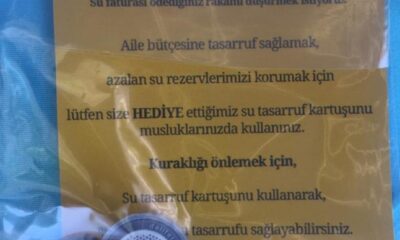 Su faturası ödediğiniz rakamı düşürmek istiyoruz.
Aile bütçesine tasarruf sağlamak,
azalan su rezervlerimizi korumak için
lütfen size HEDİYE ettiğimiz su tasarruf kartuşunu
musluklarınızda kullanınız.
Kuraklığı önlemek için,
Su tasarruf kartuşunu kullanarak,
tasarrufu sağlayabilirsiniz.